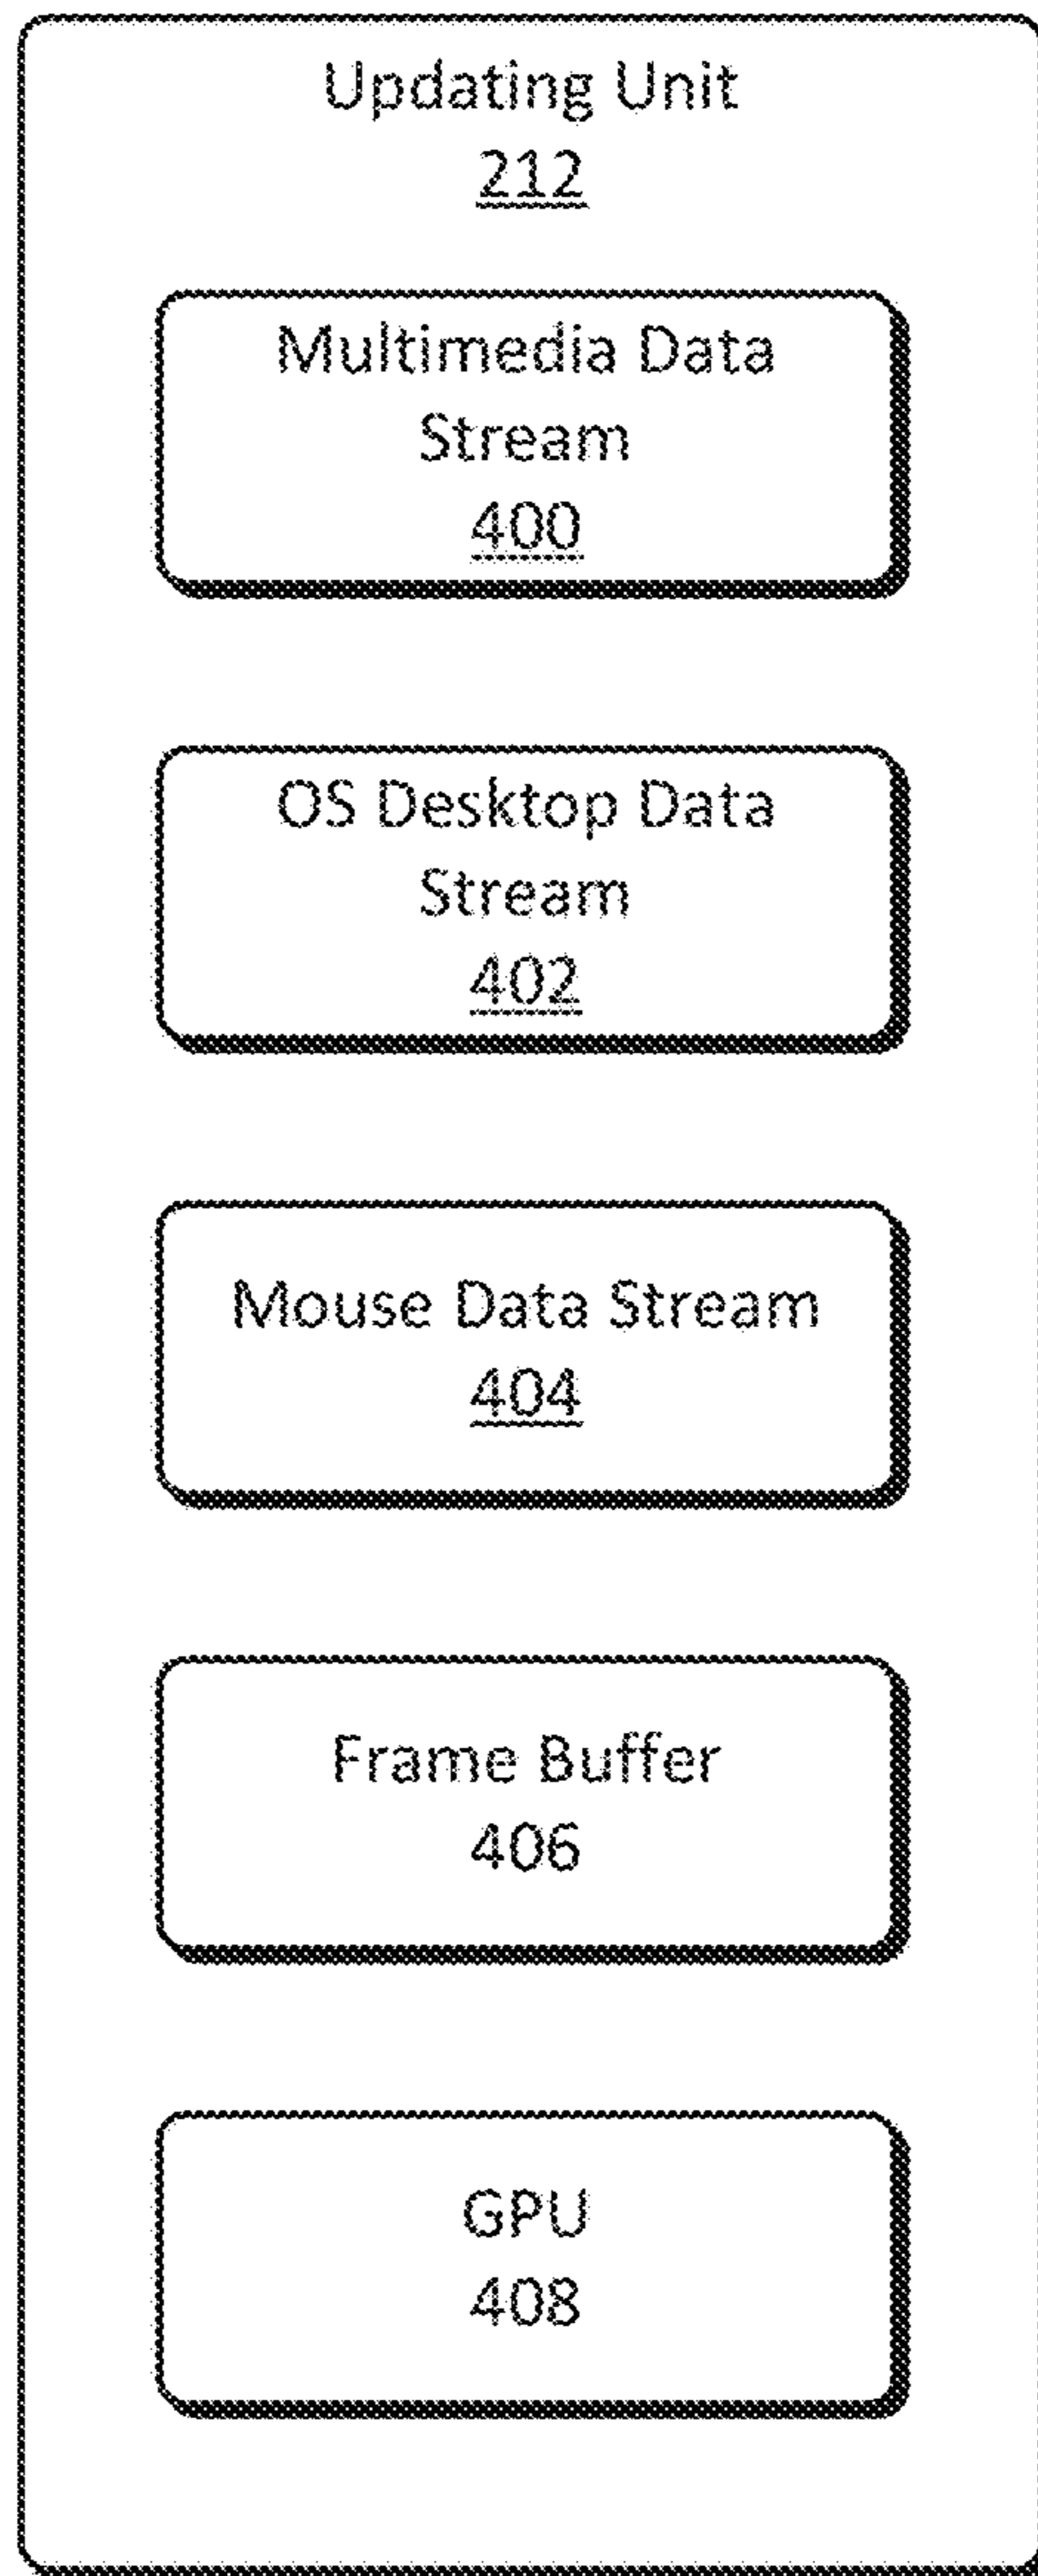 Updating Unit
212
Multimedia Data
Stream
400
OS Desktop Data
Stream
402
Mouse Data Stream
404
Frame Buffer
406
GPU
408